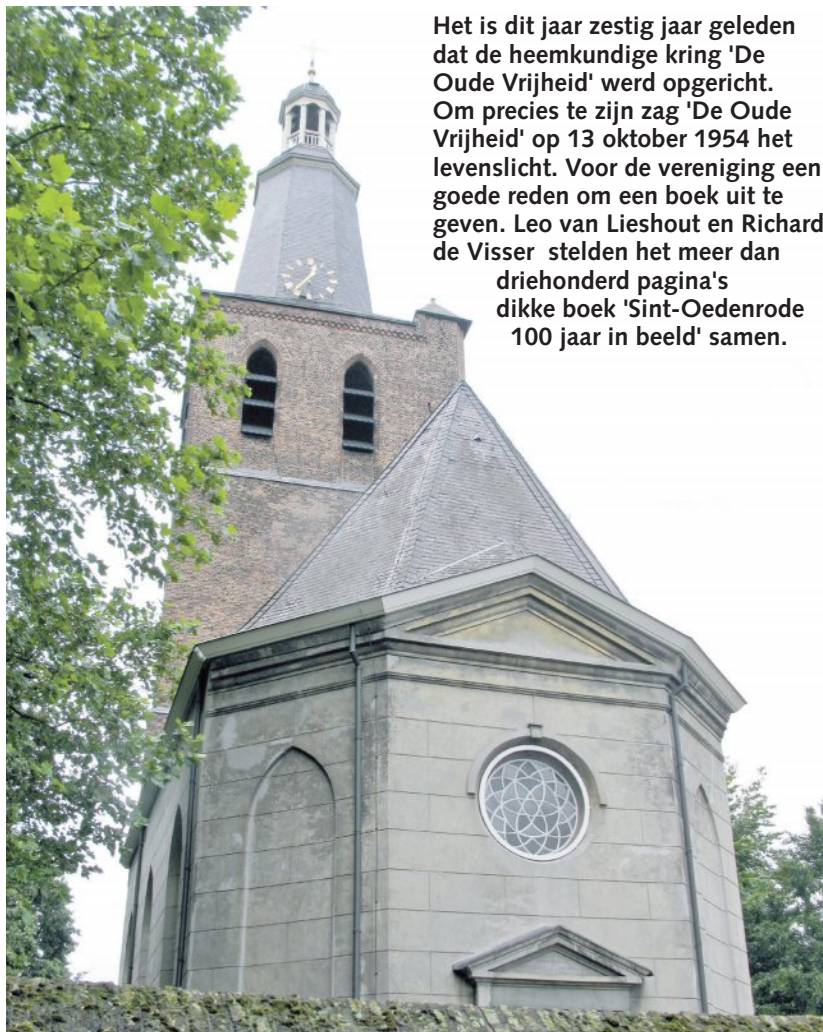 Het is dit jaar zestig jaar geleden
dat de heemkundige kring 'De
Oude Vrijheid' werd opgericht.
Om precies te zijn zag 'De Oude
Vrijheid' op 13 oktober 1954 het
levenslicht. Voor de vereniging een
goede reden om een boek uit te
geven. Leo van Lieshout en Richard
de Visser stelden het meer dan
driehonderd pagina's
dikke boek 'Sint-Oedenrode
100 jaar in beeld' samen.